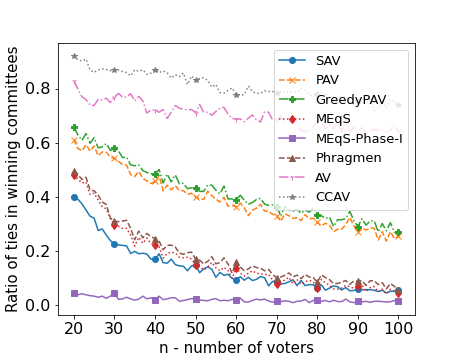 Ratio of ties in winning committees
0.8
0.6
0.4
0.2
0.0
20 30 40 50 60 70 80 90 100
n - number of voters
SAV
PAV
GreedyPAV
MEqS
MEqS-Phase-I
Phragmen
AV
CCAV